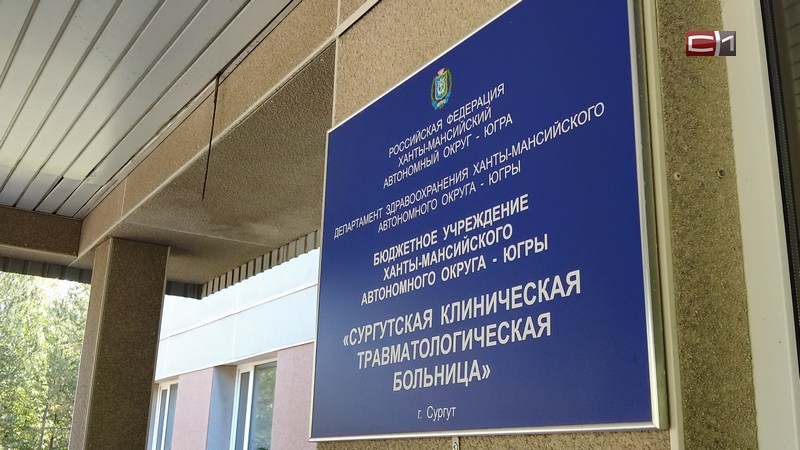 С/1
РОССИЙСКАЯ ФЕДЕРАЦИЯ
ХАНТЫ-МАНСИЙСКИЙ
АВТОНОМНЫЙ ОКРУГ - ЮГРА
ДЕПАРТАМЕНТ ЗДРАВООХРАНЕНИЯ ХАНТЫ-МАНСИЙСКОГО
АВТОНОМНОГО ОКРУГА - ЮГРЫ
БЮДЖЕТНОЕ УЧРЕЖДЕНИЕ
ХАНТЫ-МАНСИЙСКОГО
АВТОНОМНОГО ОКРУГА - ЮГРЫ
«СУРГУТСКАЯ КЛИНИЧЕСКАЯ
ТРАВМАТОЛОГИЧЕСКАЯ
БОЛЬНИЦА»
г. Сургут